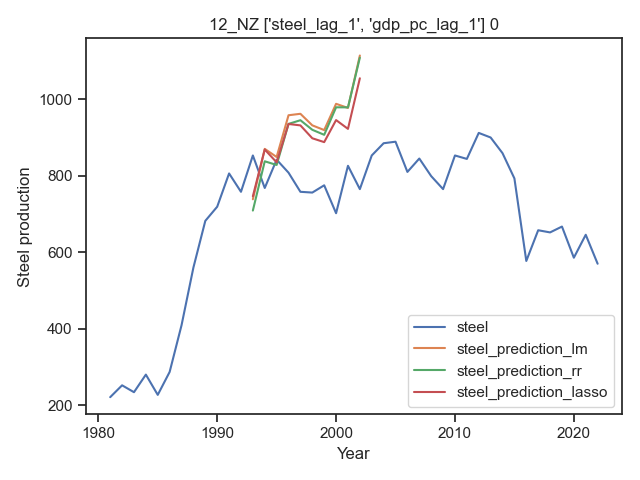 12_NZ ['steel_lag_1', 'gdp_pc_lag_1'] 0
Steel production
1000
800
600
400
200
1980
1990
2000
2010
2020
Year
steel
steel_prediction_lm
steel_prediction_rr
steel_prediction_lasso